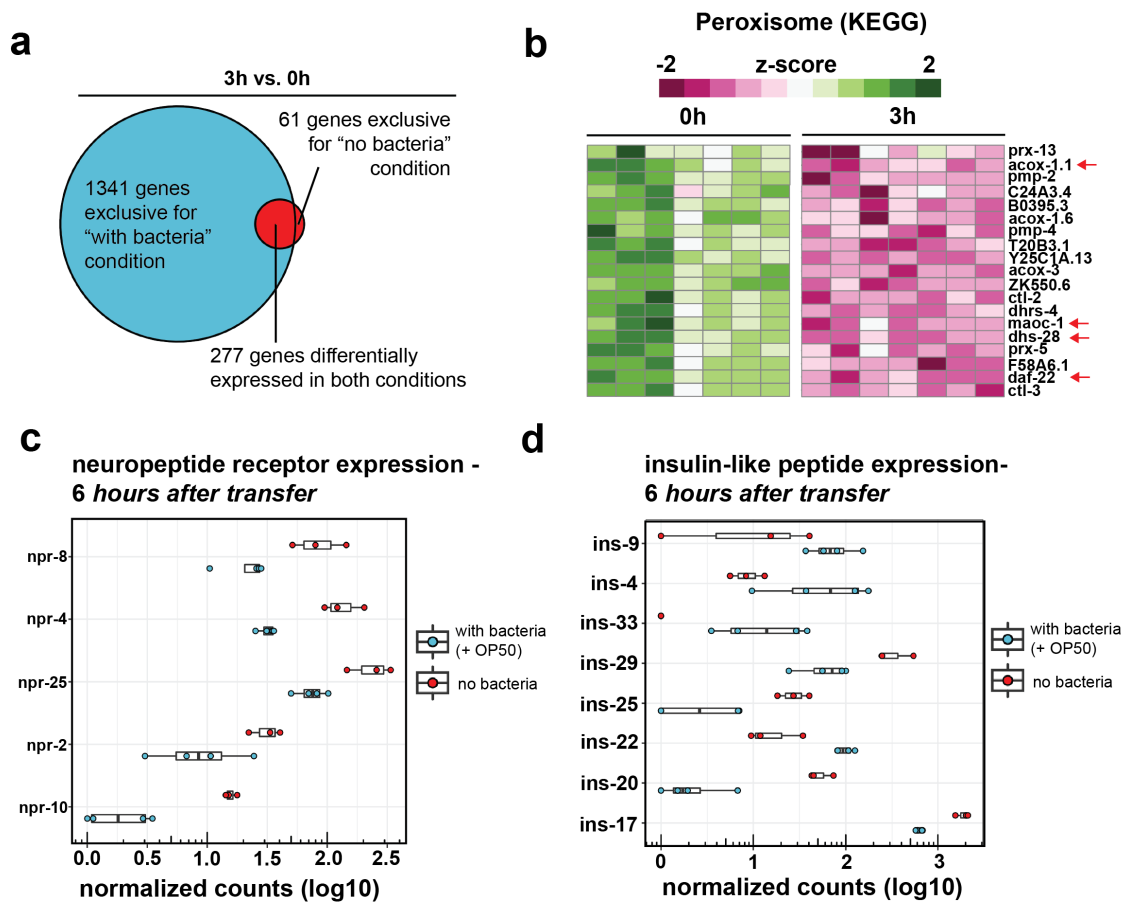 a
3h vs. 0h
61 genes exclusive
for “no bacteria”
condition
1341 genes
exclusive for
“with bacteria”
condition
277 genes differentially
expressed in both conditions
b
Peroxisome (KEGG)
-2 z-score 2
0h 3h
prx-13
acox-1.1
pmp-2
C24A3.4
B0395.3
acox-1.6
pmp-4
T20B3.1
Y25C1A.13
acox-3
ZK550.6
ctl-2
dhrs-4
maoc-1
dhs-28
prx-5
F58A6.1
daf-22
ctl-3
c
neuropeptide receptor expression -
6 hours after transfer
npr-8
npr-4
npr-25
npr-2
npr-10
0.0 0.5 1.0 1.5 2.0 2.5
normalized counts (log10)
with bacteria
(+ OP50)
no bacteria
d
insulin-like peptide expression-
6 hours after transfer
ins-9
ins-4
ins-33
ins-29
ins-25
ins-22
ins-20
ins-17
0 1 2 3
normalized counts (log10)
with bacteria
(+ OP50)
no bacteria